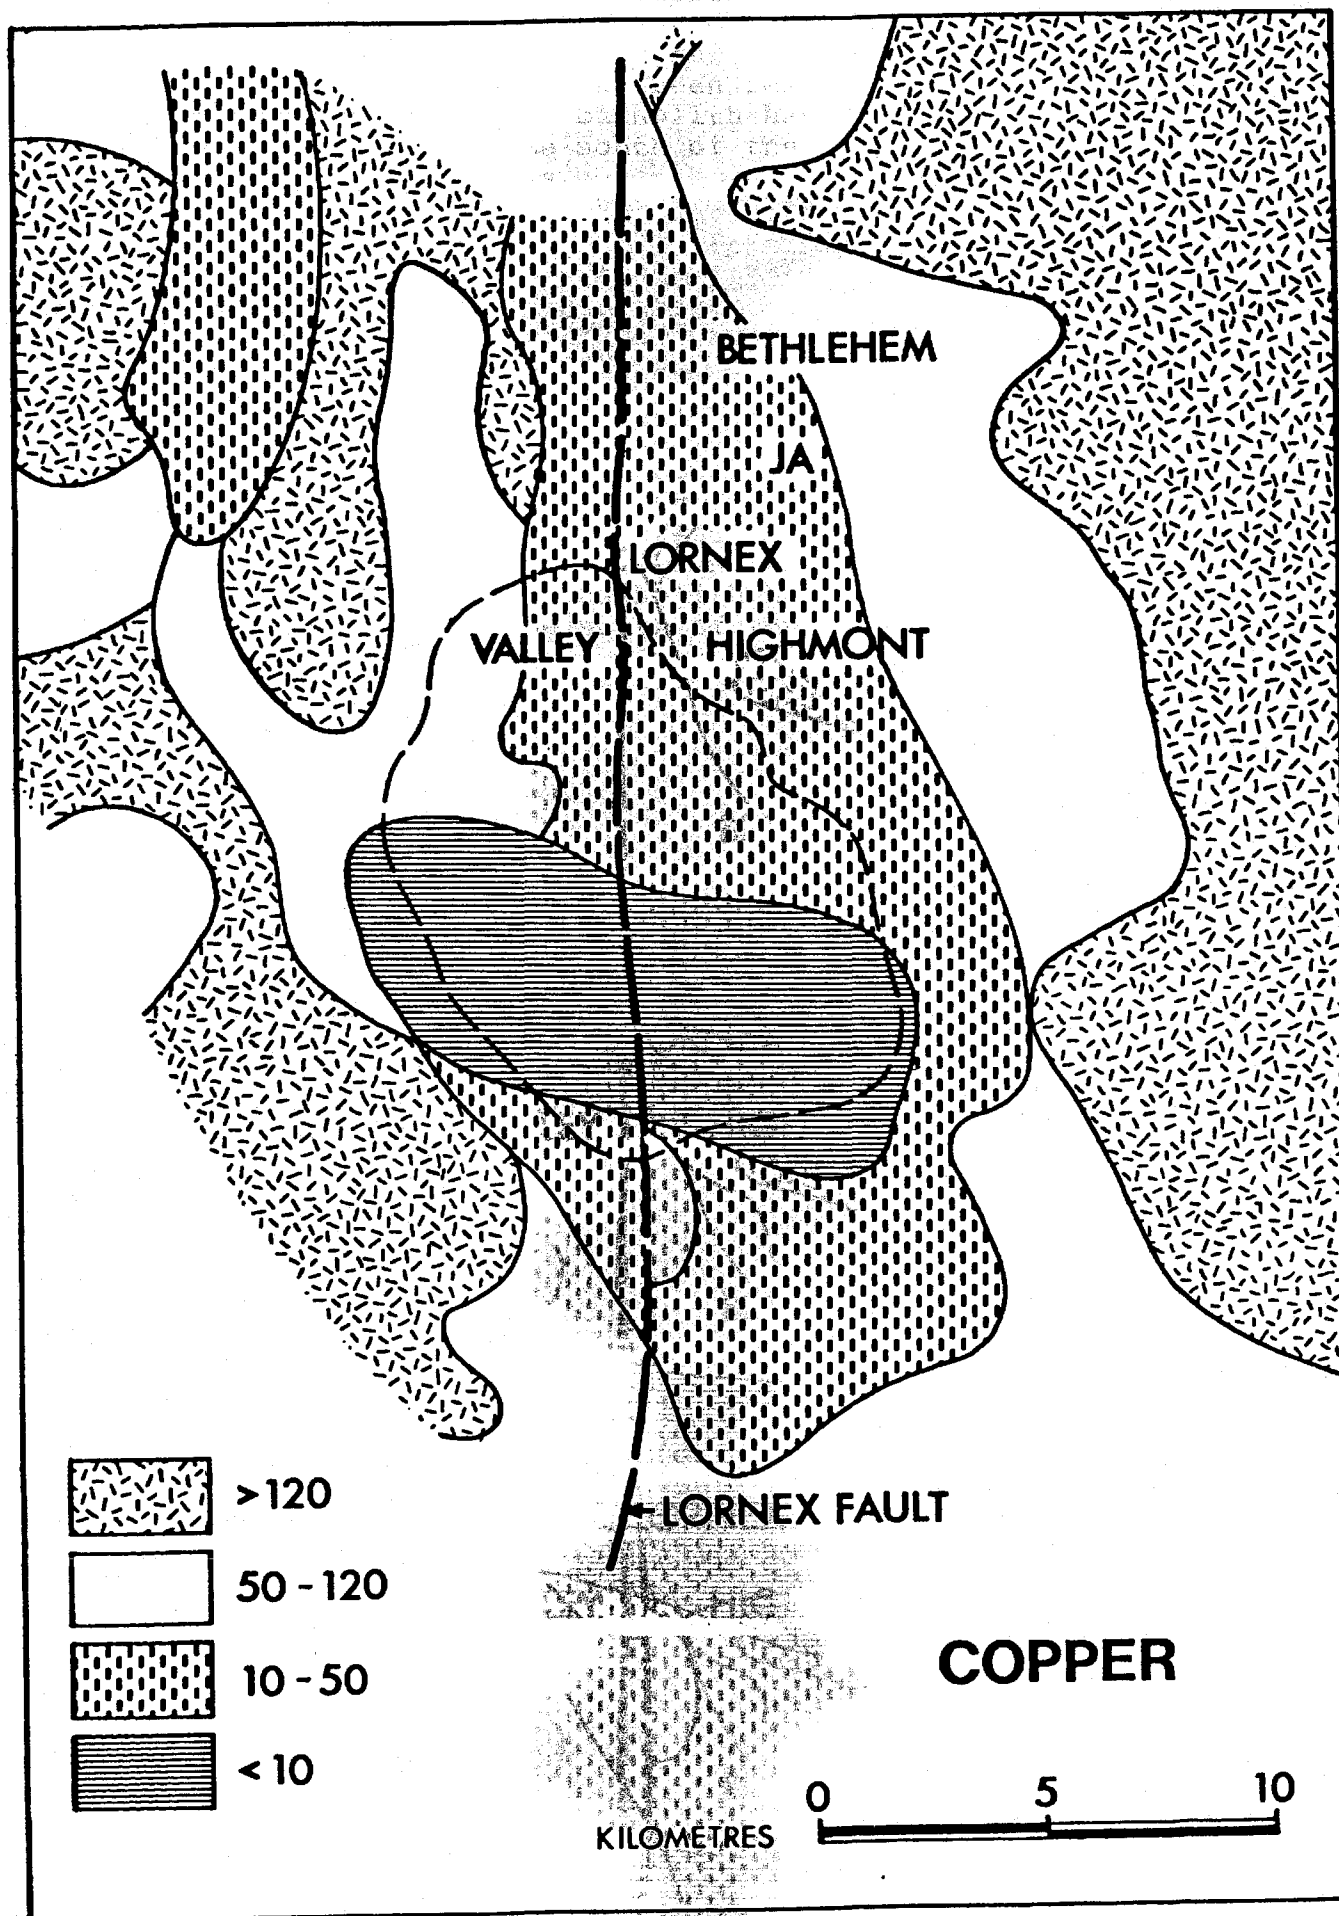 BETHLEHEM
JA
LORNEX
VALLEY
HIGHMONT
>120
LORNEX FAULT
50-120
COPPER
10-50
<10
0 5 10
KILOMETRES